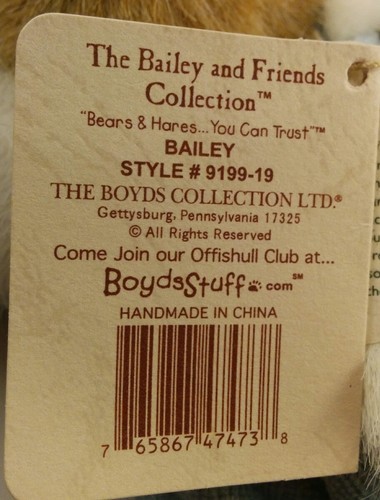 The Bailey and Friends
Collection™
"Bears & Hares...You Can Trust"™
BAILEY
STYLE # 9199-19
THE BOYDS COLLECTION LTD.®
Gettysburg, Pennsylvania 17325
© All Rights Reserved
Come Join our Offishull Club at...
BoydsStuff.com℠
HANDMADE IN CHINA
7 65867 47473 8